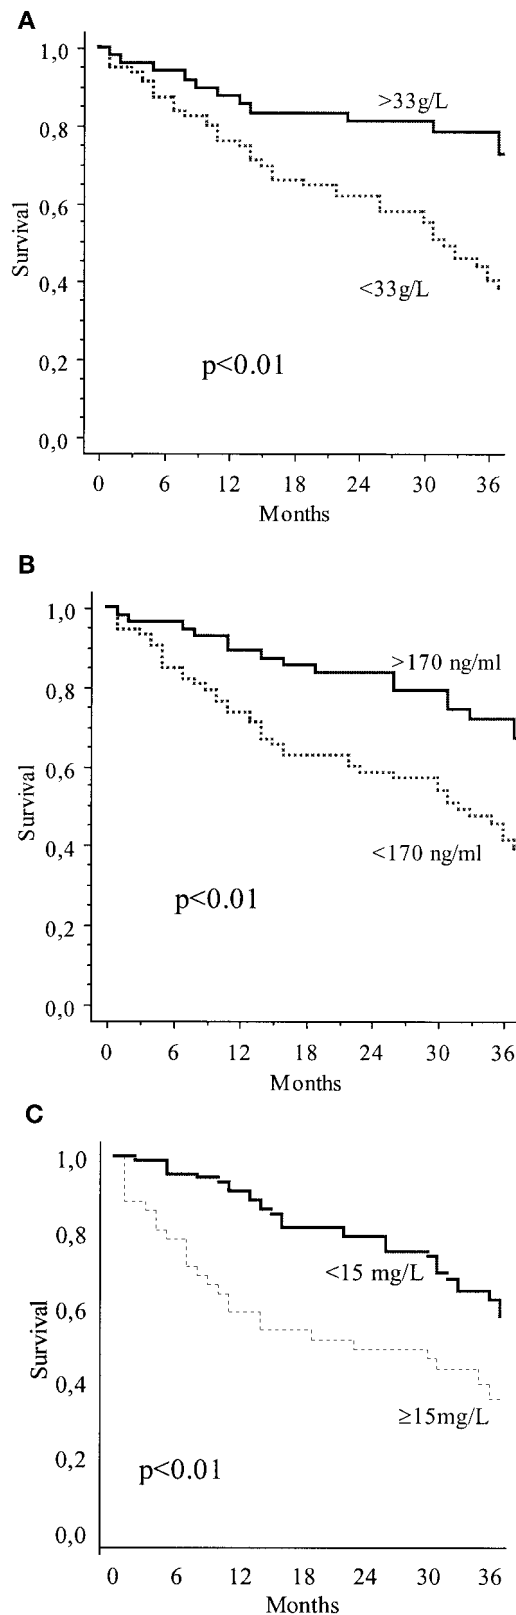 A
1,0
0,8
0,6
0,4
0,2
0,0
Survival
>33g/L
<33g/L
p<0.01
0 6 12 18 24 30 36
Months
B
1,0
0,8
0,6
0,4
0,2
0,0
Survival
>170 ng/ml
<170 ng/ml
p<0.01
0 6 12 18 24 30 36
Months
C
1,0
0,8
0,6
0,4
0,2
0,0
Survival
<15 mg/L
≥15mg/L
p<0.01
0 6 12 18 24 30 36
Months